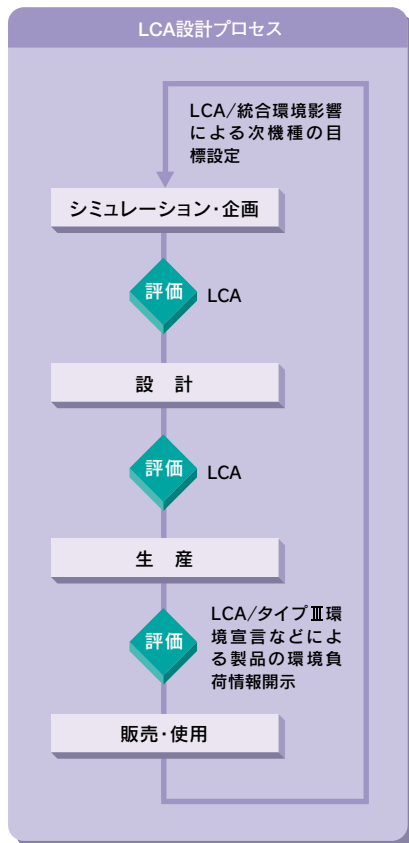 LCA設計プロセス
LCA/統合環境影響
による次機種の目
標設定
シミュレーション・企画
評価 LCA
設 計
評価 LCA
生 産
評価
LCA/タイプⅢ環
境宣言などによ
る製品の環境負
荷情報開示
販売・使用